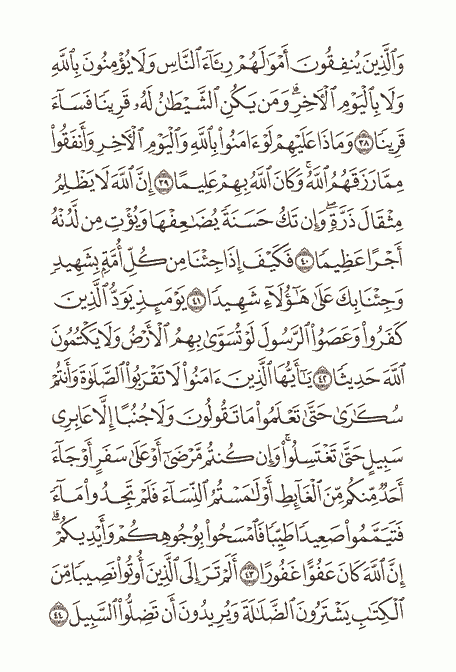 وَٱلَّذِينَ يُنفِقُونَ أَمْوَٰلَهُمْ رِئَآءَ ٱلنَّاسِ وَلَا يُؤْمِنُونَ بِٱللَّهِ
وَلَا بِٱلْيَوْمِ ٱلْأَخِرِۗ وَمَن يَكُنِ ٱلشَّيْطَٰنُ لَهُۥ قَرِينًا فَسَآءَ
قَرِينًا ٣٨ وَمَاذَا عَلَيْهِمْ لَوْ ءَامَنُوا۟ بِٱللَّهِ وَٱلْيَوْمِ ٱلْأَخِرِ وَأَنفَقُوا۟
مِمَّا رَزَقَهُمُ ٱللَّهُۚ وَكَانَ ٱللَّهُ بِهِمْ عَلِيمًا ٣٩ إِنَّ ٱللَّهَ لَا يَظْلِمُ
مِثْقَالَ ذَرَّةٍۖ وَإِن تَكُ حَسَنَةً يُضَٰعِفْهَا وَيُؤْتِ مِن لَّدُنْهُ
أَجْرًا عَظِيمًا ٤٠ فَكَيْفَ إِذَا جِئْنَا مِن كُلِّ أُمَّةٍۭ بِشَهِيدٍ
وَجِئْنَا بِكَ عَلَىٰ هَٰٓؤُلَآءِ شَهِيدًا ٤١ يَوْمَئِذٍ يَوَدُّ ٱلَّذِينَ
كَفَرُوا۟ وَعَصَوُا۟ ٱلرَّسُولَ لَوْ تُسَوَّىٰ بِهِمُ ٱلْأَرْضُ وَلَا يَكْتُمُونَ
ٱللَّهَ حَدِيثًا ٤٢ يَٰٓأَيُّهَا ٱلَّذِينَ ءَامَنُوا۟ لَا تَقْرَبُوا۟ ٱلصَّلَوٰةَ وَأَنتُمْ
سُكَٰرَىٰ حَتَّىٰ تَعْلَمُوا۟ مَا تَقُولُونَ وَلَا جُنُبًا إِلَّا عَابِرِى
سَبِيلٍ حَتَّىٰ تَغْتَسِلُوا۟ۚ وَإِن كُنتُم مَّرْضَىٰٓ أَوْ عَلَىٰ سَفَرٍ أَوْ جَآءَ
أَحَدٌ مِّنكُم مِّنَ ٱلْغَآئِطِ أَوْ لَٰمَسْتُمُ ٱلنِّسَآءَ فَلَمْ تَجِدُوا۟ مَآءً
فَتَيَمَّمُوا۟ صَعِيدًا طَيِّبًا فَٱمْسَحُوا۟ بِوُجُوهِكُمْ وَأَيْدِيكُمْۗ
إِنَّ ٱللَّهَ كَانَ عَفُوًّا غَفُورًا ٤٣ أَلَمْ تَرَ إِلَى ٱلَّذِينَ أُوتُوا۟ نَصِيبًا مِّنَ
ٱلْكِتَٰبِ يَشْتَرُونَ ٱلضَّلَٰلَةَ وَيُرِيدُونَ أَن تَضِلُّوا۟ ٱلسَّبِيلَ ٤٤